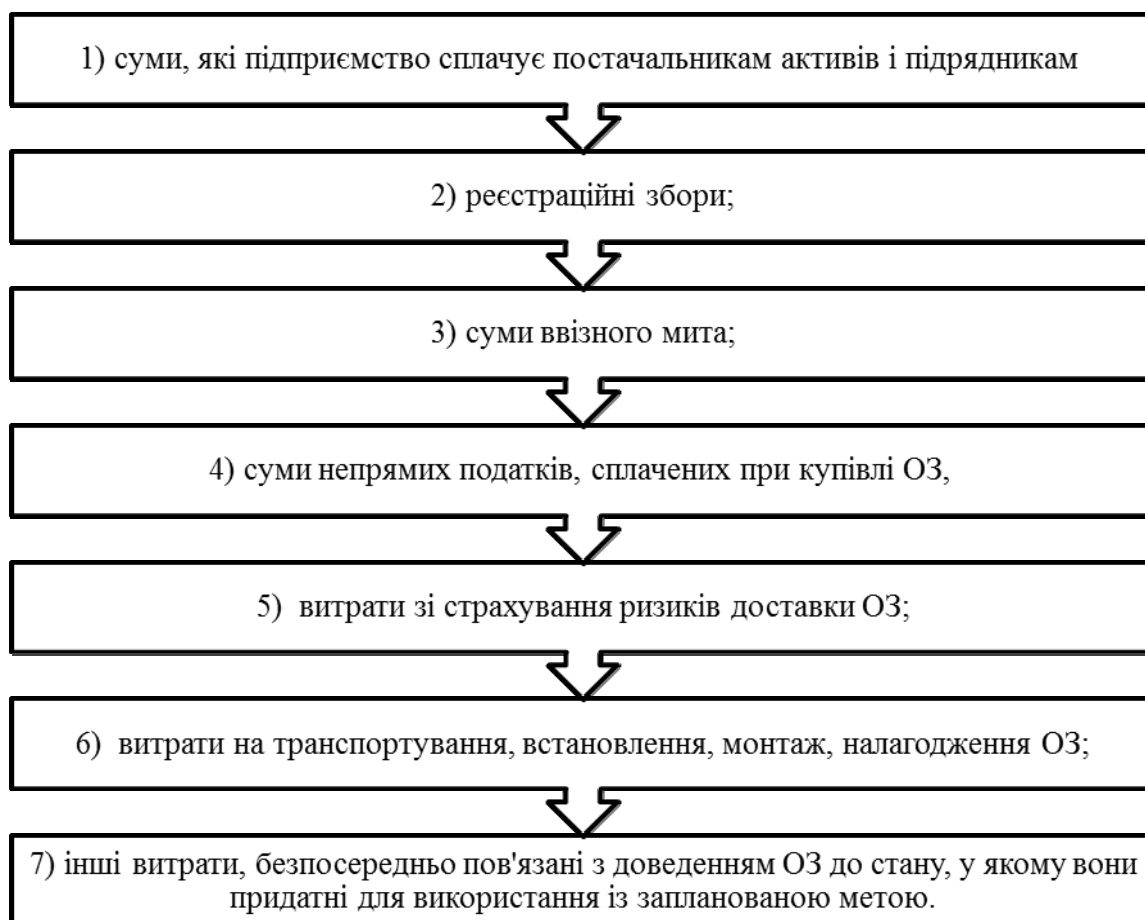 1) суми, які підприємство сплачує постачальникам активів і підрядникам
2) реєстраційні збори;
3) суми ввізного мита;
4) суми непрямих податків, сплачених при купівлі ОЗ,
5) витрати зі страхування ризиків доставки ОЗ;
6) витрати на транспортування, встановлення, монтаж, налагодження ОЗ;
7) інші витрати, безпосередньо пов'язані з доведенням ОЗ до стану, у якому вони
придатні для використання із запланованою метою.